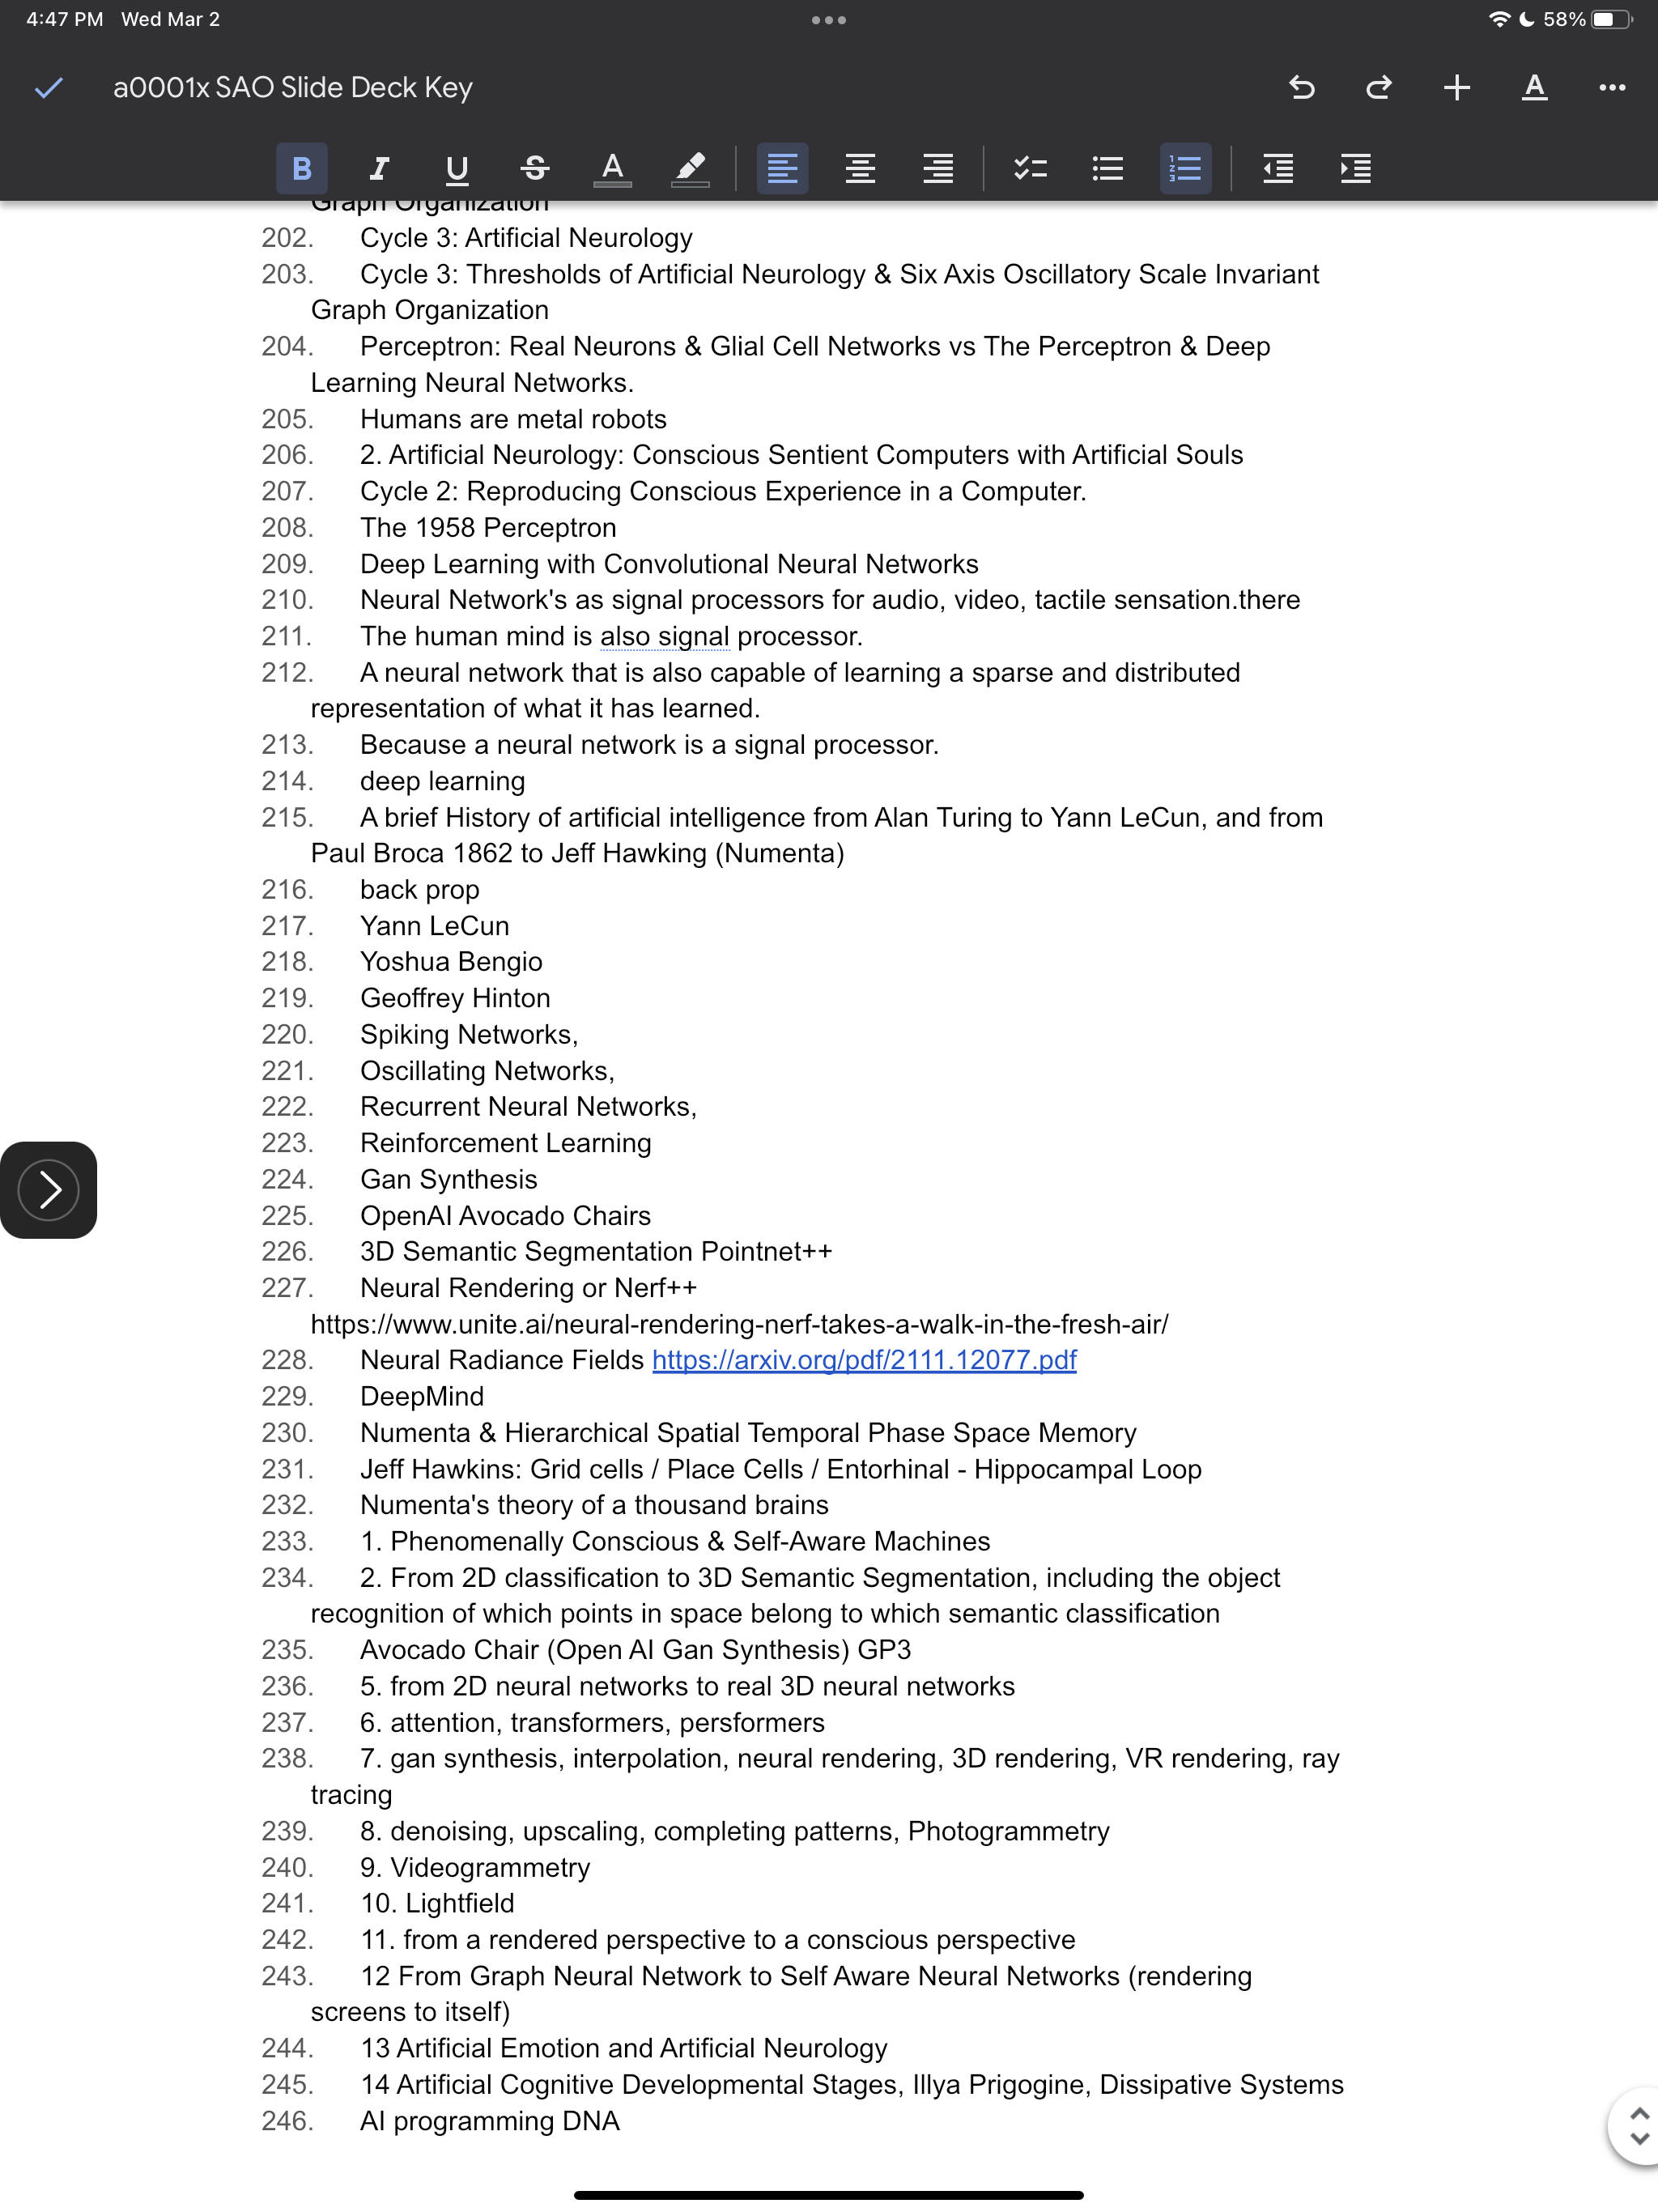 4:47 PM Wed Mar 2
58%
a0001x SAO Slide Deck Key
Graph Organization
202. Cycle 3: Artificial Neurology
203. Cycle 3: Thresholds of Artificial Neurology & Six Axis Oscillatory Scale Invariant
Graph Organization
204. Perceptron: Real Neurons & Glial Cell Networks vs The Perceptron & Deep
Learning Neural Networks.
205. Humans are metal robots
206. 2. Artificial Neurology: Conscious Sentient Computers with Artificial Souls
207. Cycle 2: Reproducing Conscious Experience in a Computer.
208. The 1958 Perceptron
209. Deep Learning with Convolutional Neural Networks
210. Neural Network's as signal processors for audio, video, tactile sensation.there
211. The human mind is also signal processor.
212. A neural network that is also capable of learning a sparse and distributed
representation of what it has learned.
213. Because a neural network is a signal processor.
214. deep learning
215. A brief History of artificial intelligence from Alan Turing to Yann LeCun, and from
Paul Broca 1862 to Jeff Hawking (Numenta)
216. back prop
217. Yann LeCun
218. Yoshua Bengio
219. Geoffrey Hinton
220. Spiking Networks,
221. Oscillating Networks,
222. Recurrent Neural Networks,
223. Reinforcement Learning
224. Gan Synthesis
225. OpenAI Avocado Chairs
226. 3D Semantic Segmentation Pointnet++
227. Neural Rendering or Nerf++
https://www.unite.ai/neural-rendering-nerf-takes-a-walk-in-the-fresh-air/
228. Neural Radiance Fields https://arxiv.org/pdf/2111.12077.pdf
229. DeepMind
230. Numenta & Hierarchical Spatial Temporal Phase Space Memory
231. Jeff Hawkins: Grid cells / Place Cells / Entorhinal - Hippocampal Loop
232. Numenta's theory of a thousand brains
233. 1. Phenomenally Conscious & Self-Aware Machines
234. 2. From 2D classification to 3D Semantic Segmentation, including the object
recognition of which points in space belong to which semantic classification
235. Avocado Chair (Open AI Gan Synthesis) GP3
236. 5. from 2D neural networks to real 3D neural networks
237. 6. attention, transformers, persformers
238. 7. gan synthesis, interpolation, neural rendering, 3D rendering, VR rendering, ray
tracing
239. 8. denoising, upscaling, completing patterns, Photogrammetry
240. 9. Videogrammetry
241. 10. Lightfield
242. 11. from a rendered perspective to a conscious perspective
243. 12 From Graph Neural Network to Self Aware Neural Networks (rendering
screens to itself)
244. 13 Artificial Emotion and Artificial Neurology
245. 14 Artificial Cognitive Developmental Stages, Illya Prigogine, Dissipative Systems
246. AI programming DNA